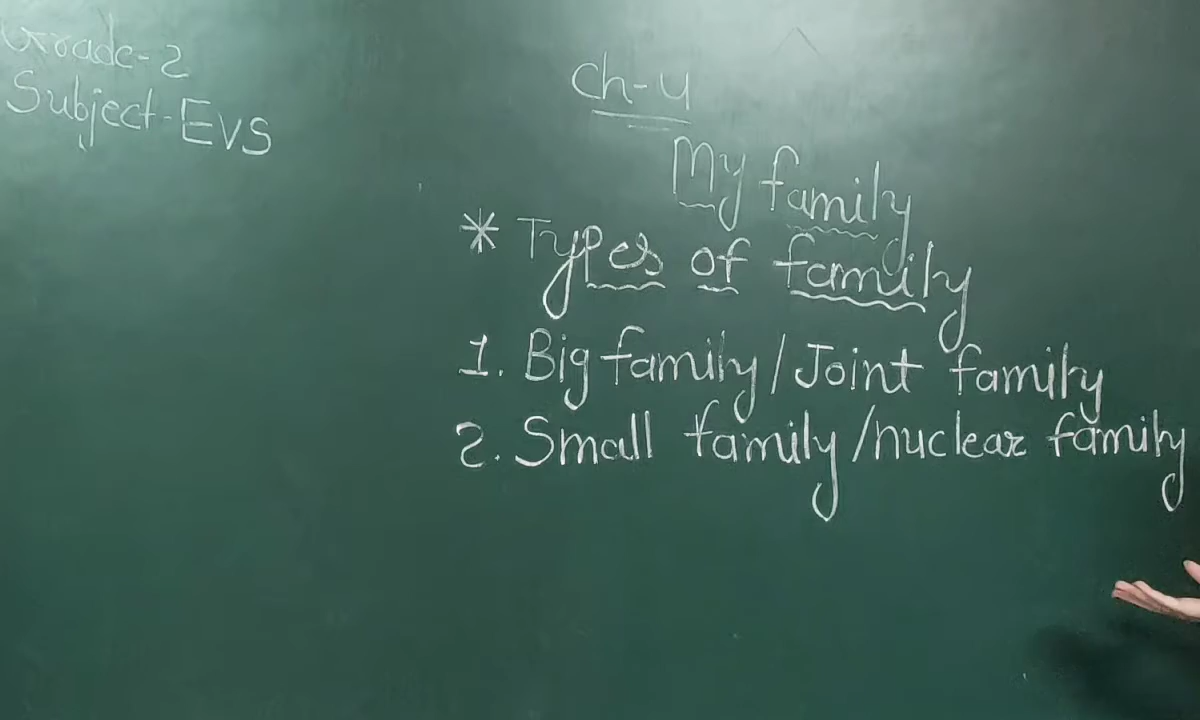 Grade-2
Subject-EVS
Ch-4
My family
* Types of family
1. Big family/Joint family
2. Small family/nuclear family